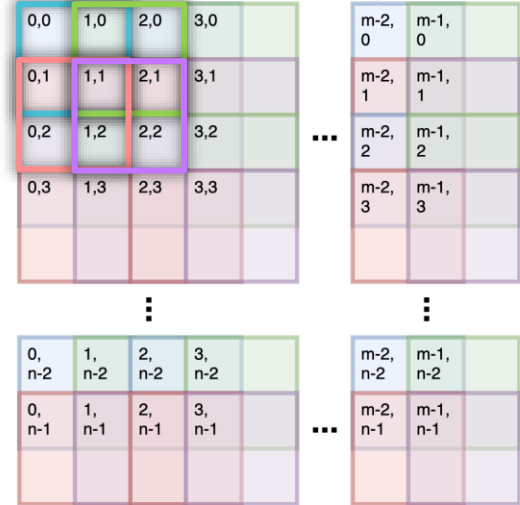 0,0 1,0 2,0 3,0 m-2, m-1,
0 0
0,1 1,1 2,1 3,1 m-2, m-1,
1 1
0,2 1,2 2,2 3,2 ... m-2, m-1,
2 2
0,3 1,3 2,3 3,3 m-2, m-1,
3 3
⋮ ⋮
0, 1, 2, 3, m-2, m-1,
n-2 n-2 n-2 n-2 n-2 n-2
0, 1, 2, 3, ... m-2, m-1,
n-1 n-1 n-1 n-1 n-1 n-1